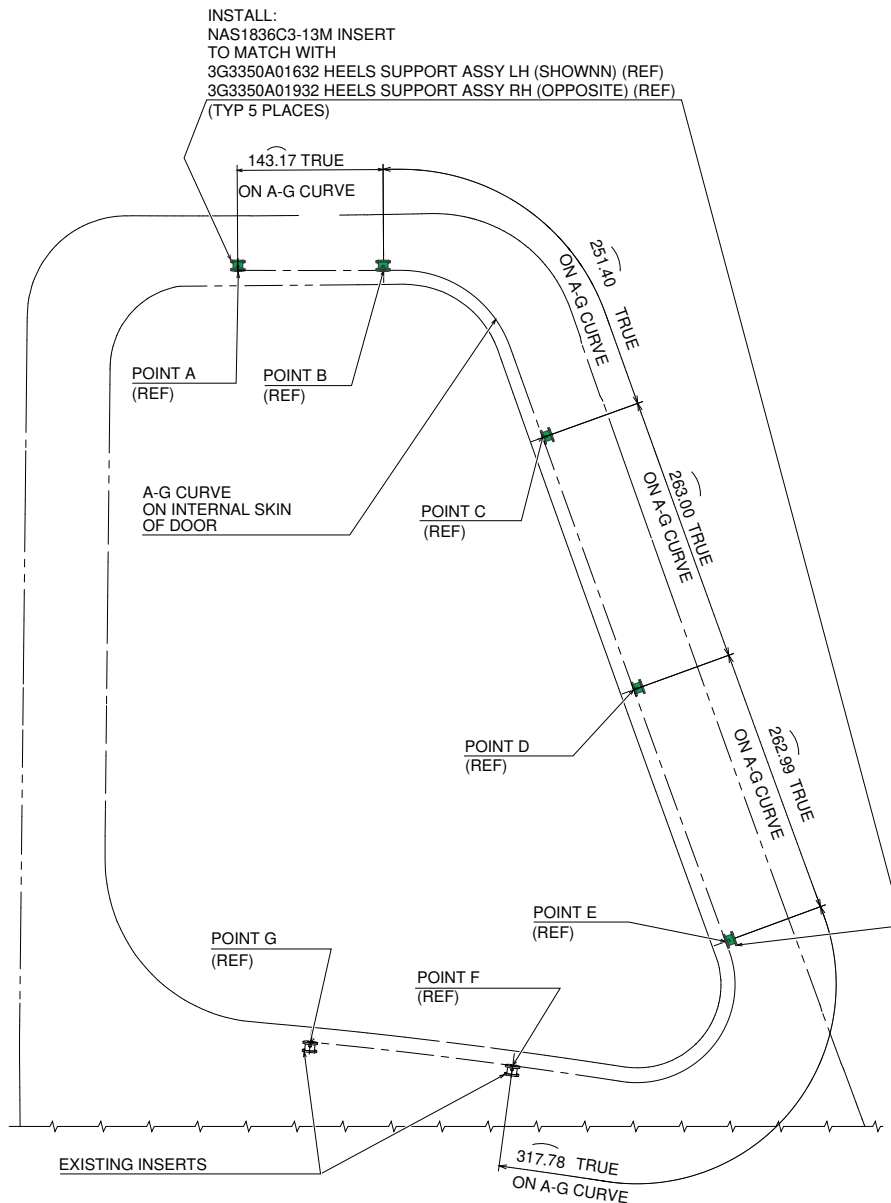 INSTALL:
NAS1836C3-13M INSERT
TO MATCH WITH
3G3350A01632 HEELS SUPPORT ASSY LH (SHOWNN) (REF)
3G3350A01932 HEELS SUPPORT ASSY RH (OPPOSITE) (REF)
(TYP 5 PLACES)
143.17 TRUE
ON A-G CURVE
251.40 TRUE
ON A-G CURVE
POINT A
(REF)
POINT B
(REF)
A-G CURVE
ON INTERNAL SKIN
OF DOOR
POINT C
(REF)
263.00 TRUE
ON A-G CURVE
POINT D
(REF)
262.99 TRUE
ON A-G CURVE
POINT E
(REF)
POINT G
(REF)
POINT F
(REF)
EXISTING INSERTS
317.78 TRUE
ON A-G CURVE